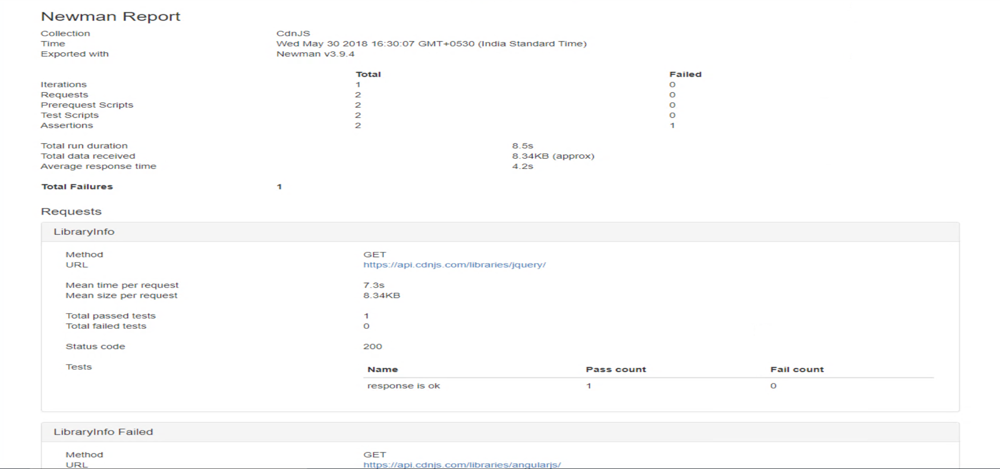 Newman Report
Collection CdnJS
Time Wed May 30 2018 16:30:07 GMT+0530 (India Standard Time)
Exported with Newman v3.9.4
Total Failed
Iterations 1 0
Requests 2 0
Prerequest Scripts 2 0
Test Scripts 2 0
Assertions 2 1
Total run duration 8.5s
Total data received 8.34KB (approx)
Average response time 4.2s
Total Failures 1
Requests
LibraryInfo
Method GET
URL https://api.cdnjs.com/libraries/jquery/
Mean time per request 7.3s
Mean size per request 8.34KB
Total passed tests 1
Total failed tests 0
Status code 200
Tests Name Pass count Fail count
response is ok 1 0
LibraryInfo Failed
Method GET
URL https://api.cdnjs.com/libraries/angularjs/